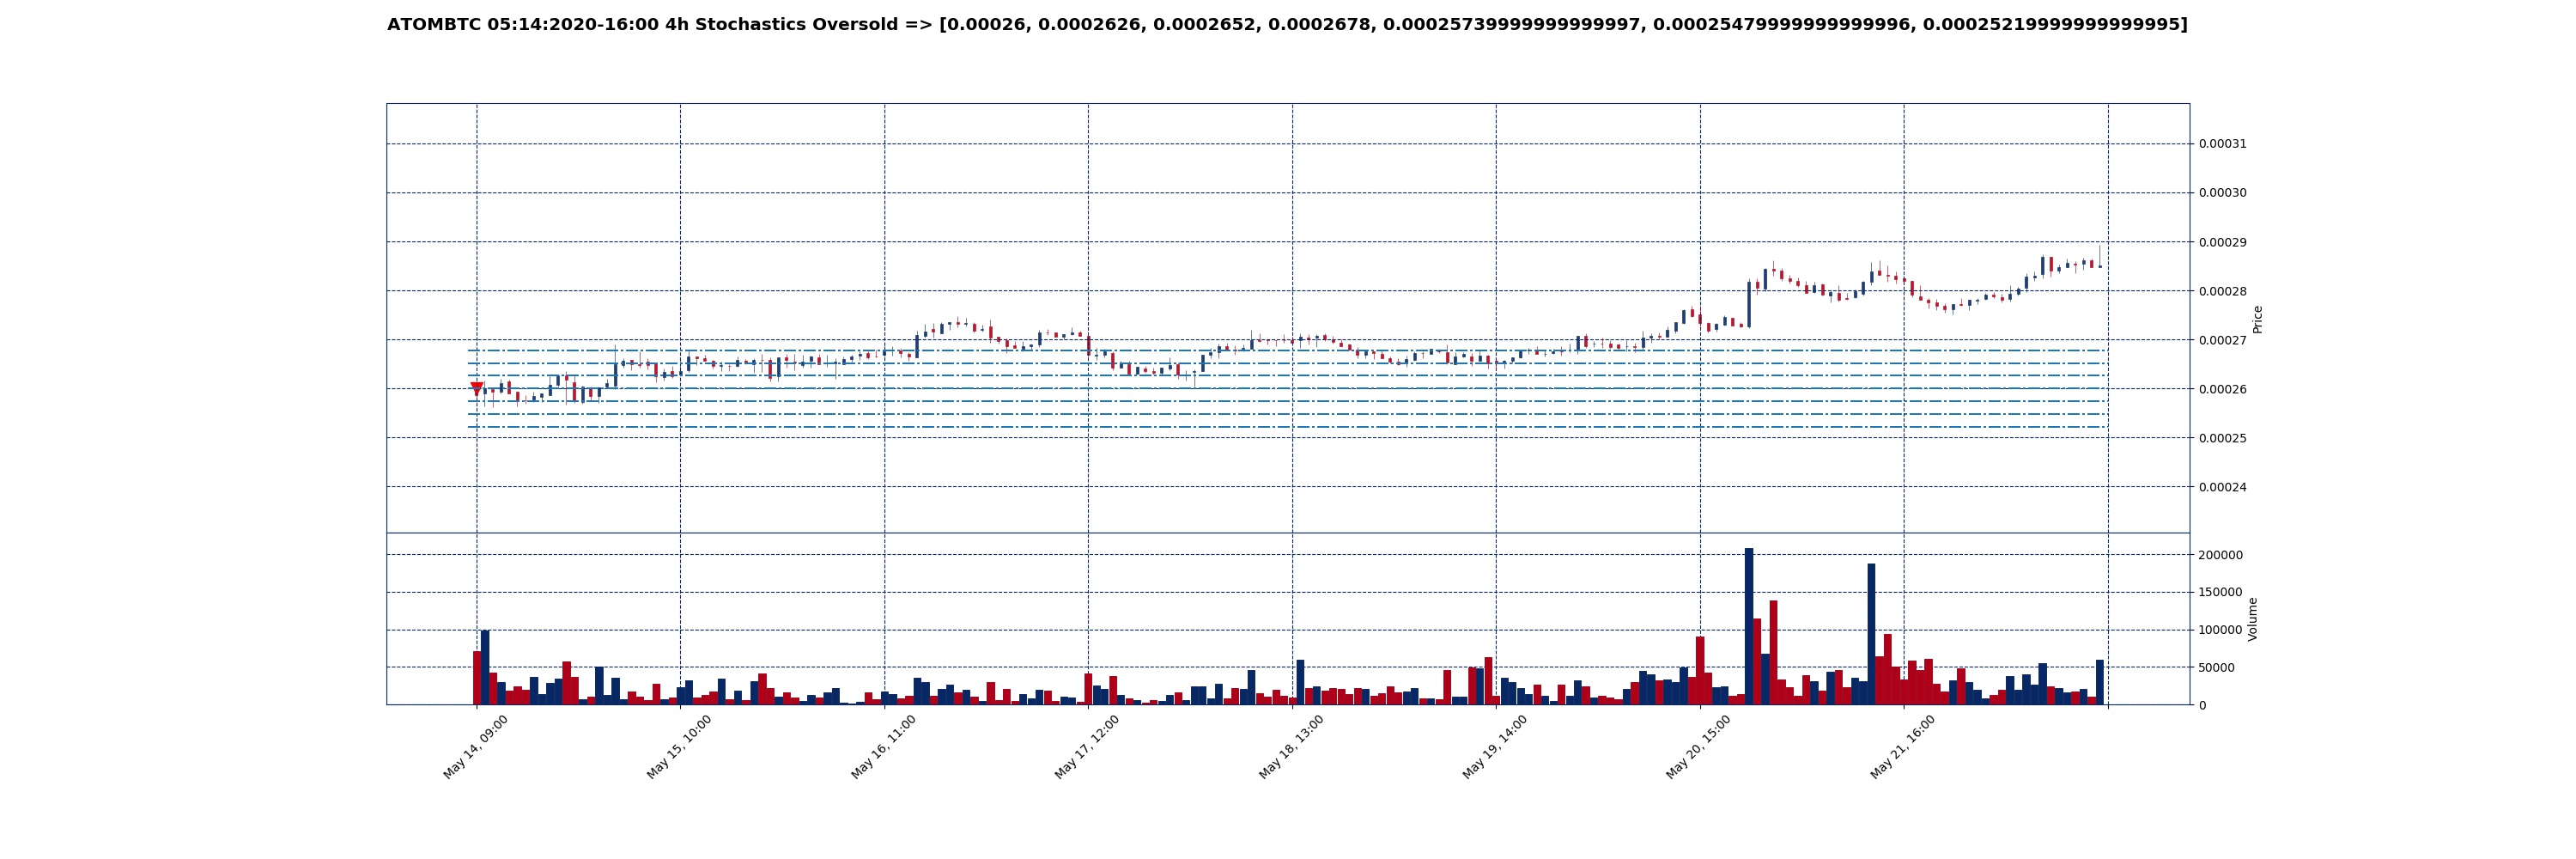 ATOMBTC 05:14:2020-16:00 4h Stochastics Oversold => [0.00026, 0.0002626, 0.0002652, 0.0002678, 0.00025739999999999997, 0.00025479999999999996, 0.00025219999999999995]
0.00031
0.00030
0.00029
0.00028
0.00027
0.00026
0.00025
0.00024
Price
200000
150000
100000
50000
0
Volume
May 14, 09:00
May 15, 10:00
May 16, 11:00
May 17, 12:00
May 18, 13:00
May 19, 14:00
May 20, 15:00
May 21, 16:00